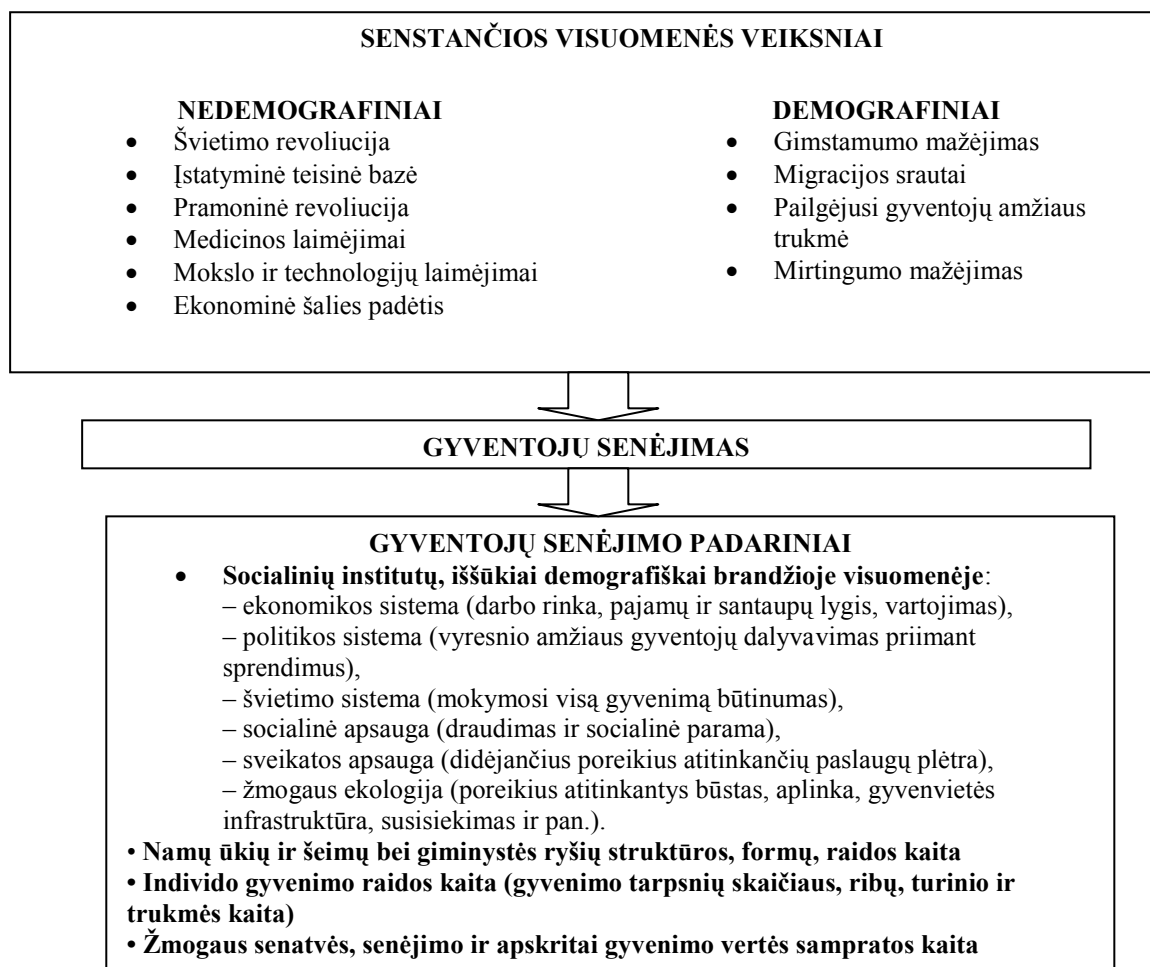 SENSTANČIOS VISUOMENĖS VEIKSNIAI
NEDEMOGRAFINIAI
• Švietimo revoliucija
• Įstatyminė teisinė bazė
• Pramoninė revoliucija
• Medicinos laimėjimai
• Mokslo ir technologijų laimėjimai
• Ekonominė šalies padėtis
DEMOGRAFINIAI
• Gimstamumo mažėjimas
• Migracijos srautai
• Pailgėjusi gyventojų amžiaus
trukmė
• Mirtingumo mažėjimas
GYVENTOJŲ SENĖJIMAS
GYVENTOJŲ SENĖJIMO PADARINIAI
• Socialinių institutų, iššūkiai demografiškai brandžioje visuomenėje:
– ekonomikos sistema (darbo rinka, pajamų ir santaupų lygis, vartojimas),
– politikos sistema (vyresnio amžiaus gyventojų dalyvavimas priimant
sprendimus),
– švietimo sistema (mokymosi visą gyvenimą būtinumas),
– socialinė apsauga (draudimas ir socialinė parama),
– sveikatos apsauga (didėjančius poreikius atitinkančių paslaugų plėtra),
– žmogaus ekologija (poreikius atitinkantys būstas, aplinka, gyvenvietės
infrastruktūra, susisiekimas ir pan.).
• Namų ūkių ir šeimų bei giminystės ryšių struktūros, formų, raidos kaita
• Individo gyvenimo raidos kaita (gyvenimo tarpsnių skaičiaus, ribų, turinio ir
trukmės kaita)
• Žmogaus senatvės, senėjimo ir apskritai gyvenimo vertės sampratos kaita